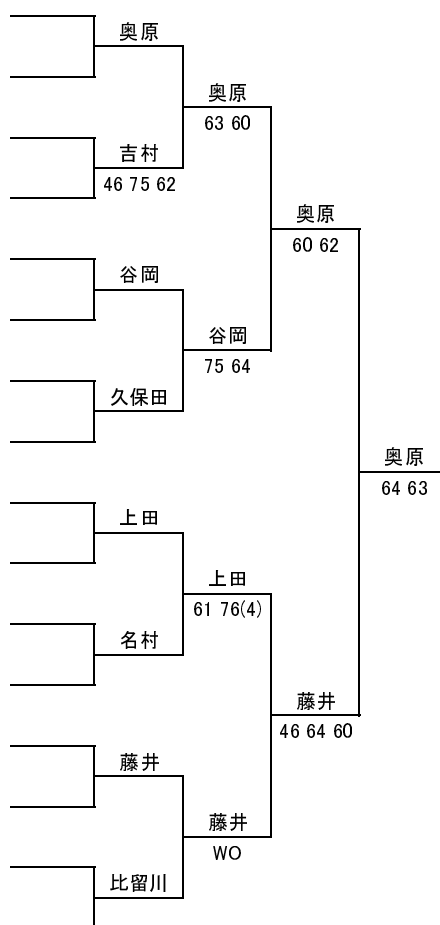 奥原
奥原
63 60
吉村
46 75 62
奥原
60 62
谷岡
谷岡
75 64
久保田
奥原
64 63
上田
上田
61 76(4)
名村
藤井
46 64 60
藤井
藤井
WO
比留川